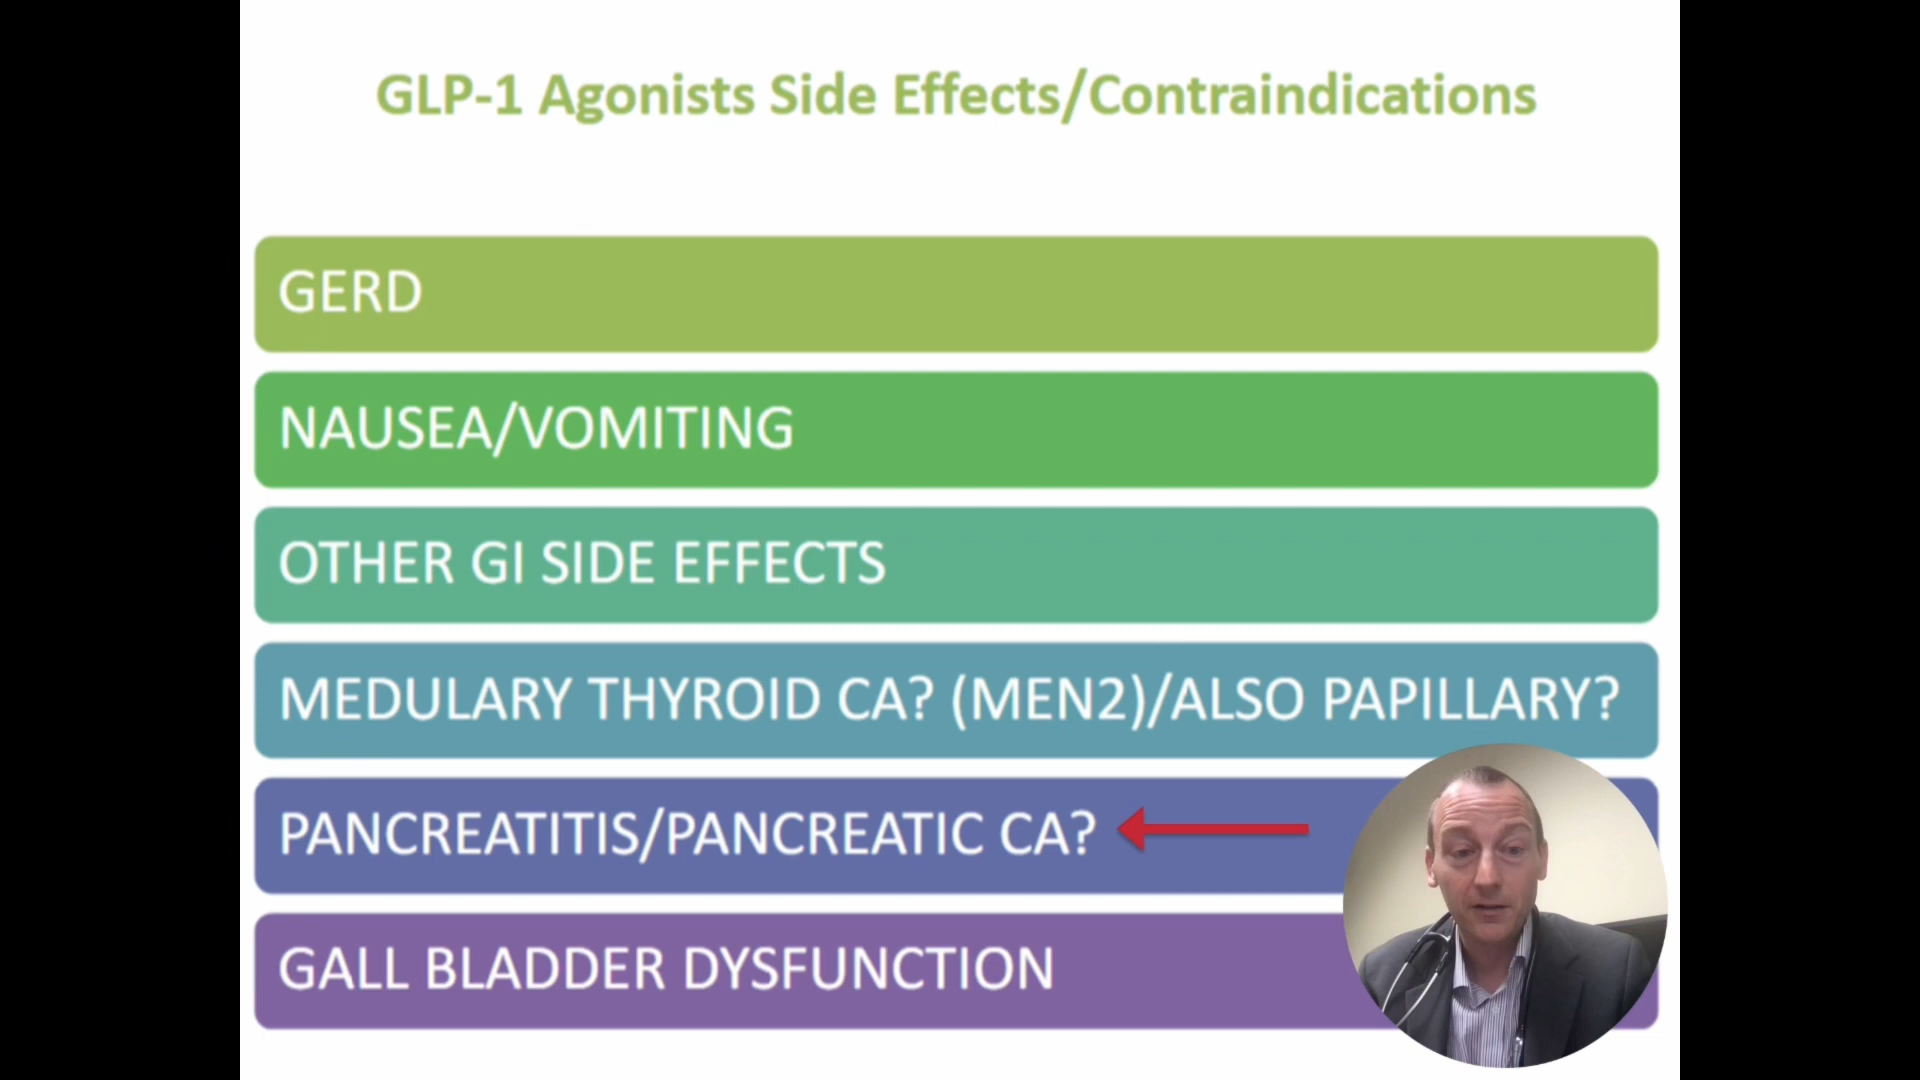 GLP-1 Agonists Side Effects/Contraindications
GERD
NAUSEA/VOMITING
OTHER GI SIDE EFFECTS
MEDULARY THYROID CA? (MEN2)/ALSO PAPILLARY?
PANCREATITIS/PANCREATIC CA?
GALL BLADDER DYSFUNCTION